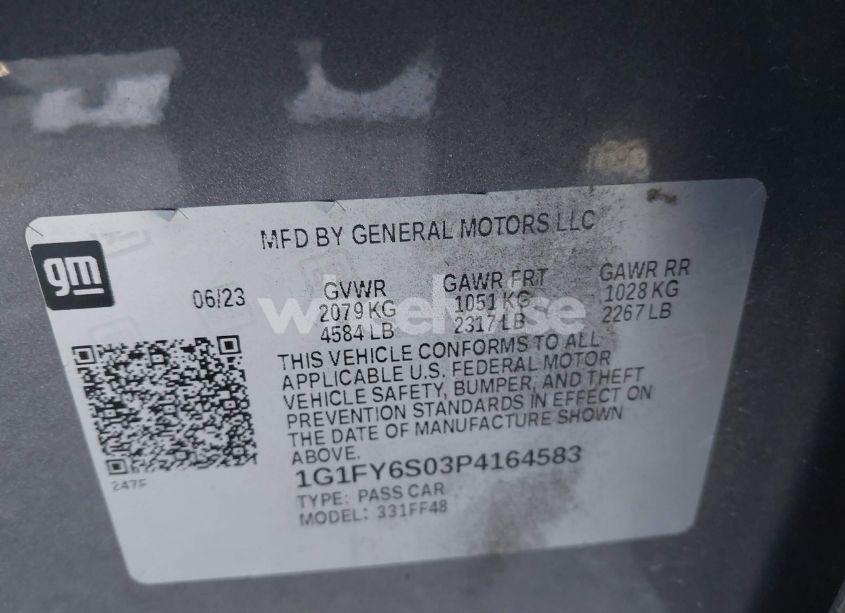 MFD BY GENERAL MOTORS LLC
gm
06/23
GVWR
2079 KG
4584 LB
GAWR FRT
1051 KG
2317 LB
GAWR RR
1028 KG
2267 LB
THIS VEHICLE CONFORMS TO ALL
APPLICABLE U.S. FEDERAL MOTOR
VEHICLE SAFETY, BUMPER, AND THEFT
PREVENTION STANDARDS IN EFFECT ON
THE DATE OF MANUFACTURE SHOWN
ABOVE.
1G1FY6S03P4164583
TYPE: PASS CAR
MODEL: 331FF48
247F